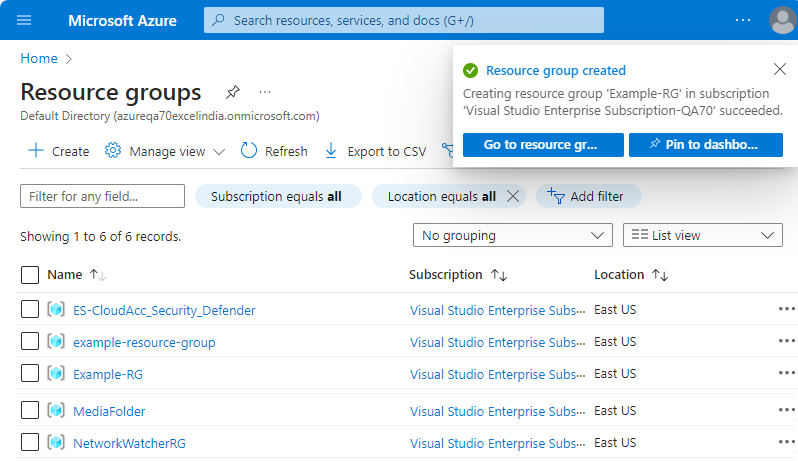 Microsoft Azure
Search resources, services, and docs (G+/)
...
Home >
Resource groups
...
Default Directory (azureqa70excelindia.onmicrosoft.com)
Resource group created
Creating resource group 'Example-RG' in subscription
'Visual Studio Enterprise Subscription-QA70' succeeded.
Go to resource gr...
Pin to dashbo...
Create
Manage view
Refresh
Export to CSV
Filter for any field...
Subscription equals all
Location equals all
Add filter
Showing 1 to 6 of 6 records.
No grouping
List view
Name Subscription Location
ES-CloudAcc_Security_Defender Visual Studio Enterprise Subs... East US ...
example-resource-group Visual Studio Enterprise Subs... East US ...
Example-RG Visual Studio Enterprise Subs... East US ...
MediaFolder Visual Studio Enterprise Subs... East US ...
NetworkWatcherRG Visual Studio Enterprise Subs... East US ...